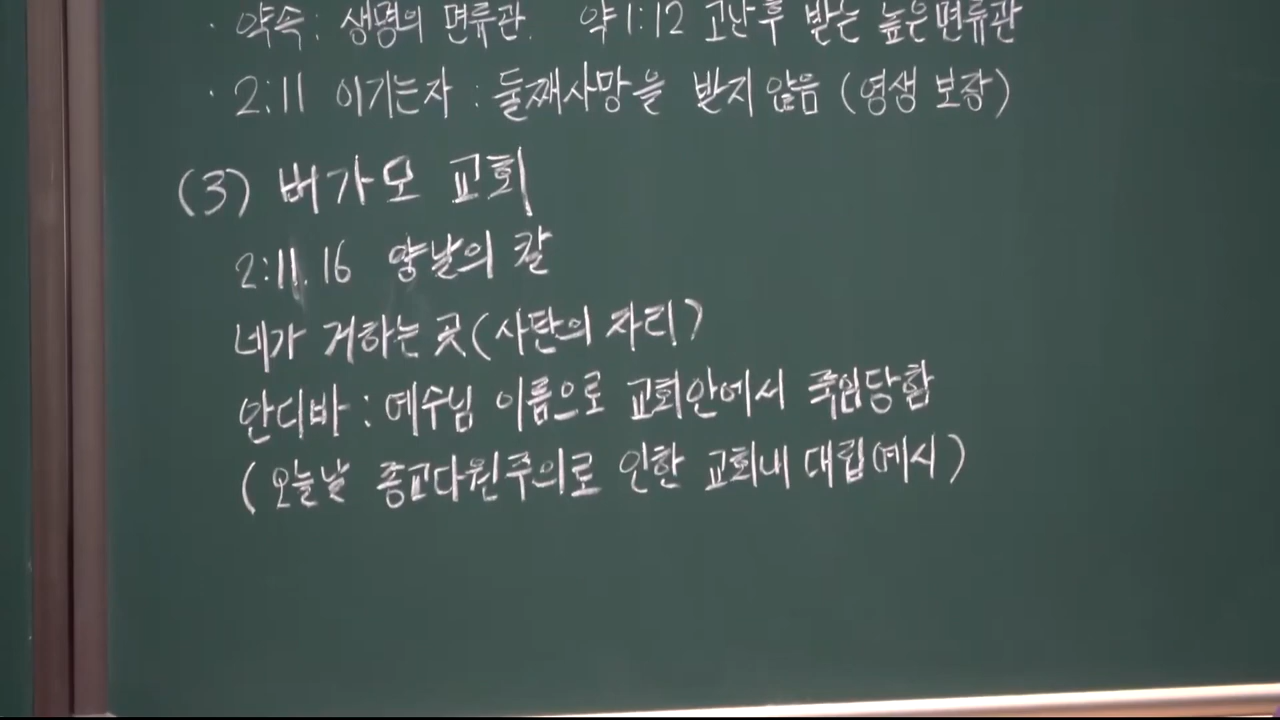 · 약속 : 생명의 면류관. 약1:12 고난후 받는 높은면류관
· 2:11 이기는자 : 둘째사망을 받지않음 (영생 보장)
(3) 버가모 교회
2:11.16 양날의 칼
네가 거하는 곳(사탄의 자리)
안디바 : 예수님 이름으로 교회안에서 죽임당함
(오늘날 종교다원주의로 인한 교회내 대립예시)